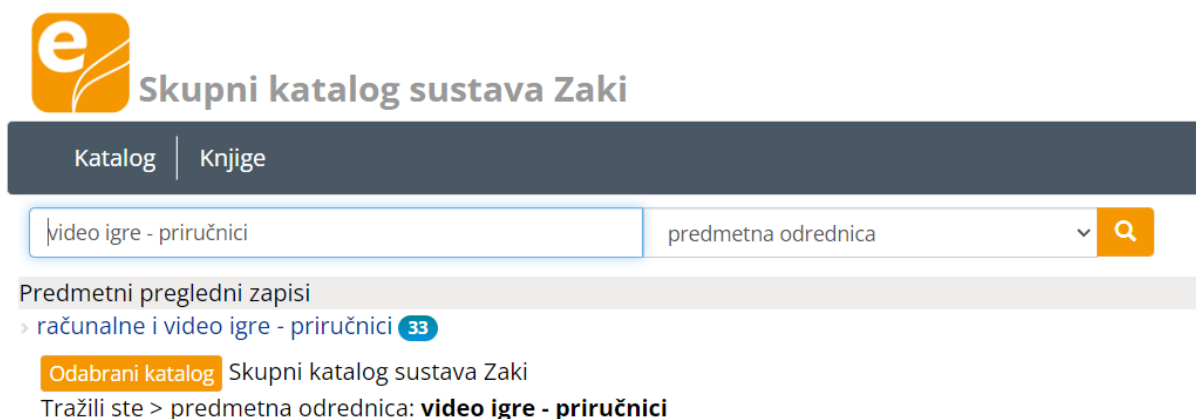 e
Skupni katalog sustava Zaki
Katalog Knjige
video igre - priručnici predmetna odrednica
Predmetni pregledni zapisi
› računalne i video igre - priručnici 33
Odabrani katalog Skupni katalog sustava Zaki
Tražili ste > predmetna odrednica: video igre - priručnici